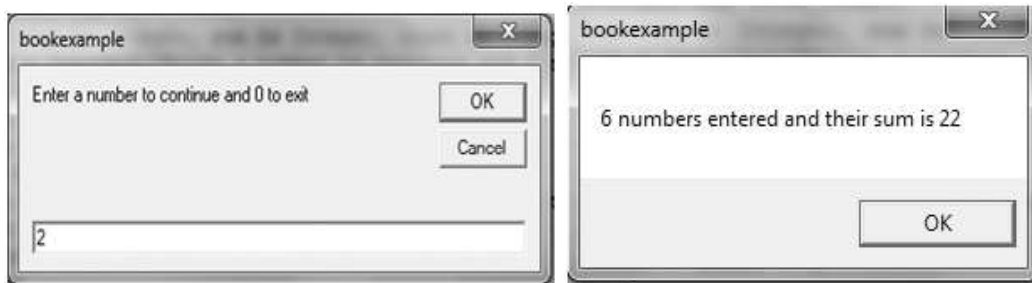 bookexample
Enter a number to continue and 0 to exit
OK
Cancel
2
bookexample
6 numbers entered and their sum is 22
OK